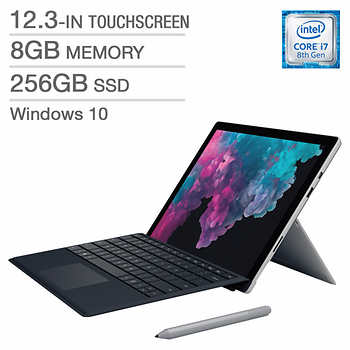 12.3-IN TOUCHSCREEN
8GB MEMORY
256GB SSD
Windows 10
intel
CORE i7
8th Gen